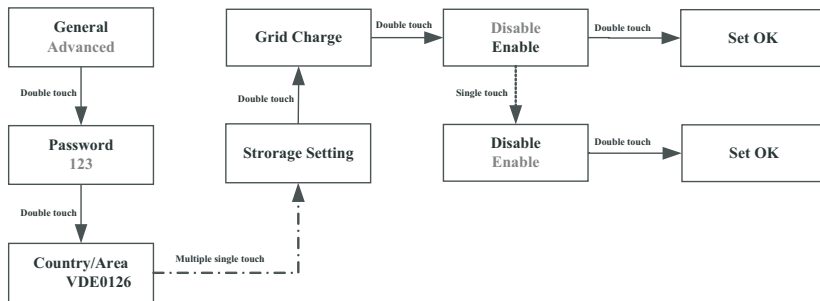 General
Advanced
Double touch
Password
123
Double touch
Country/Area
VDE0126
Multiple single touch
Strorage Setting
Double touch
Grid Charge
Double touch
Disable
Enable
Double touch
Set OK
Single touch
Disable
Enable
Double touch
Set OK